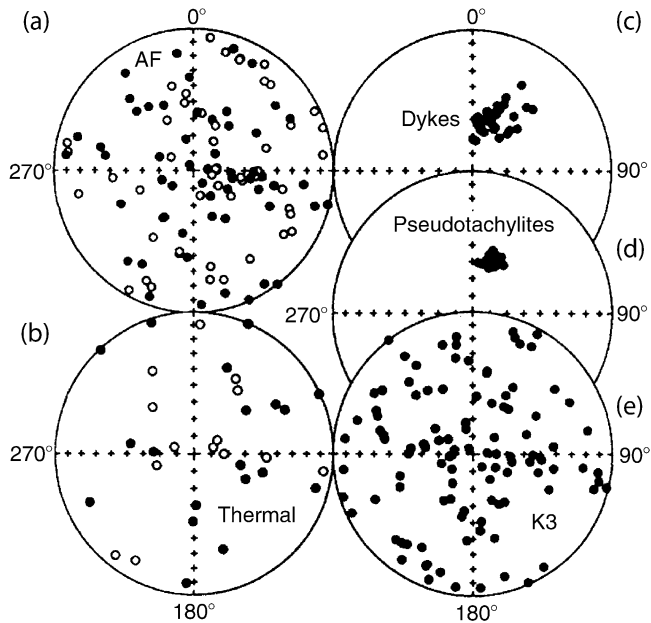 (a)
0°
0°
(c)
AF
Dykes
270°
90°
Pseudotachylites
(d)
(b)
270°
90°
(e)
270°
90°
Thermal
K3
180°
180°